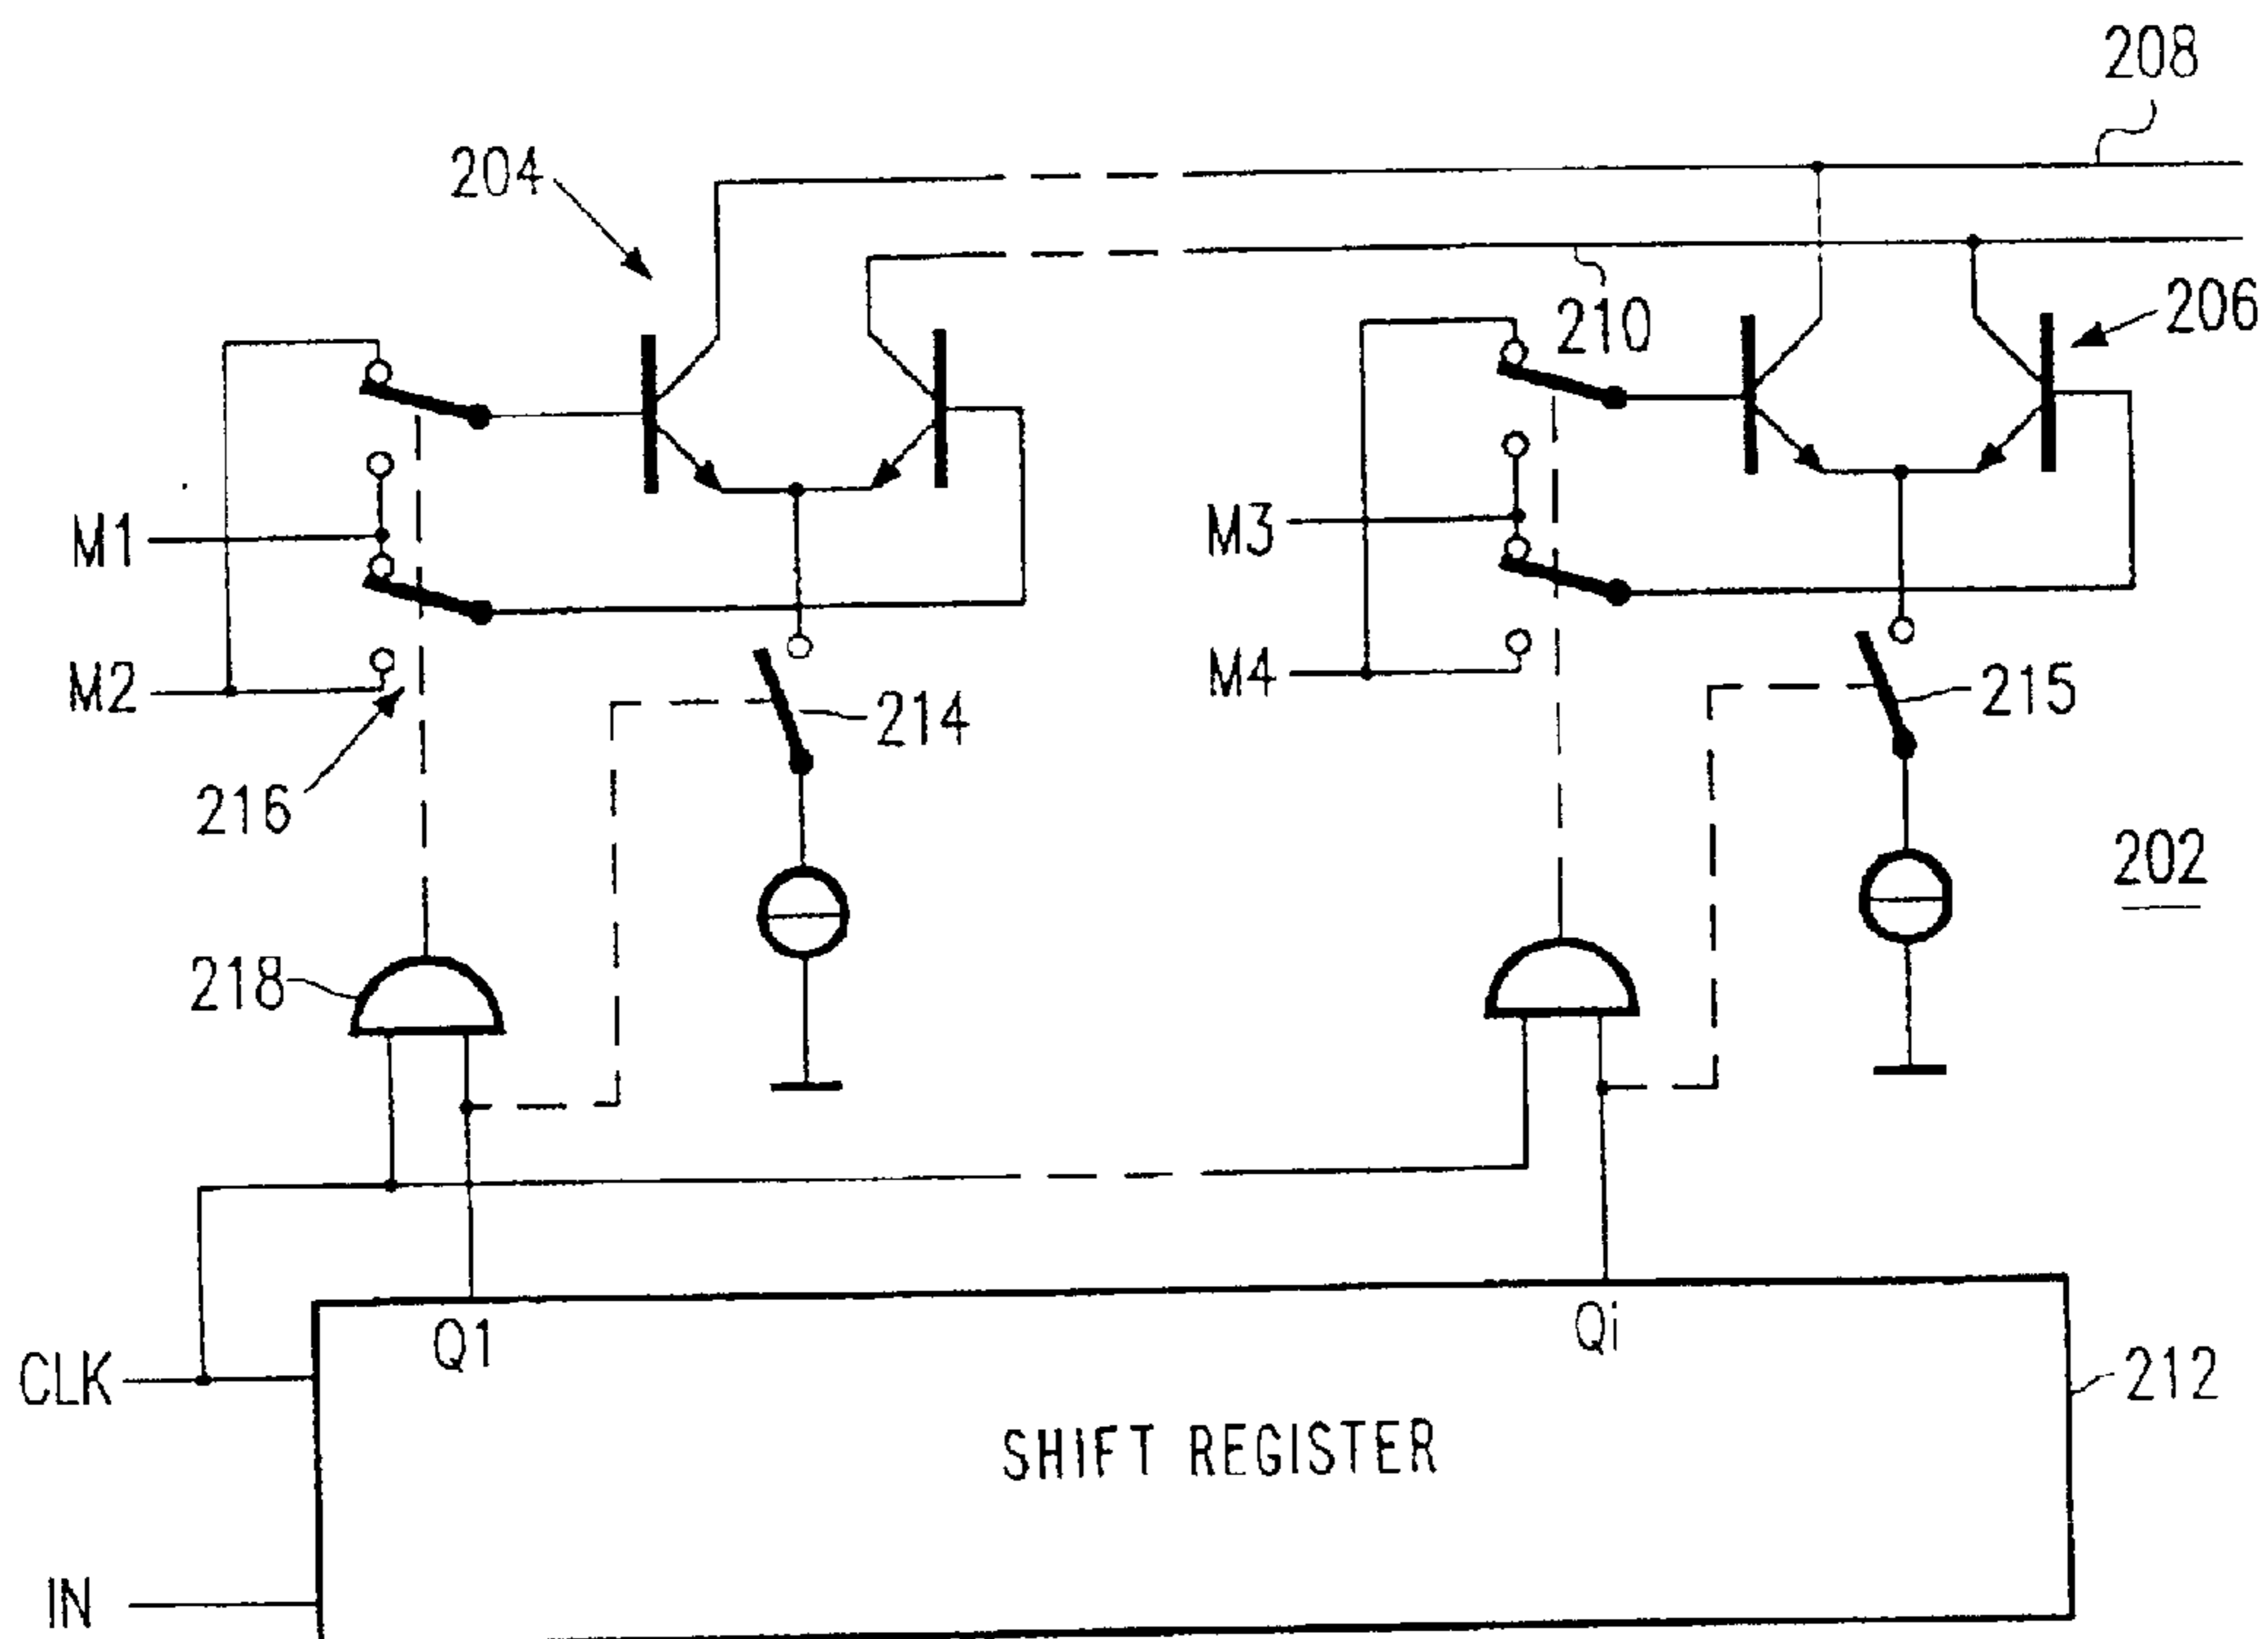 208
204
210
206
M1
M3
M2
M4
214
215
216
202
218
Q1
Qi
CLK
212
SHIFT REGISTER
IN